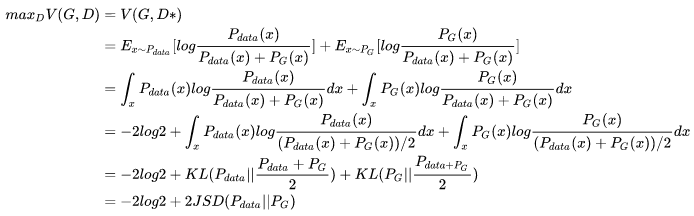 $max_D V(G, D) = V(G, D*)$
$= E_{x \sim P_{data}}[log \frac{P_{data}(x)}{P_{data}(x) + P_G(x)}] + E_{x \sim P_G}[log \frac{P_G(x)}{P_{data}(x) + P_G(x)}]$
$= \int_x P_{data}(x) log \frac{P_{data}(x)}{P_{data}(x) + P_G(x)} dx + \int_x P_G(x) log \frac{P_G(x)}{P_{data}(x) + P_G(x)} dx$
$= -2log2 + \int_x P_{data}(x) log \frac{P_{data}(x)}{(P_{data}(x) + P_G(x))/2} dx + \int_x P_G(x) log \frac{P_G(x)}{(P_{data}(x) + P_G(x))/2} dx$
$= -2log2 + KL(P_{data} || \frac{P_{data} + P_G}{2}) + KL(P_G || \frac{P_{data + P_G}}{2})$
$= -2log2 + 2JSD(P_{data} || P_G)$